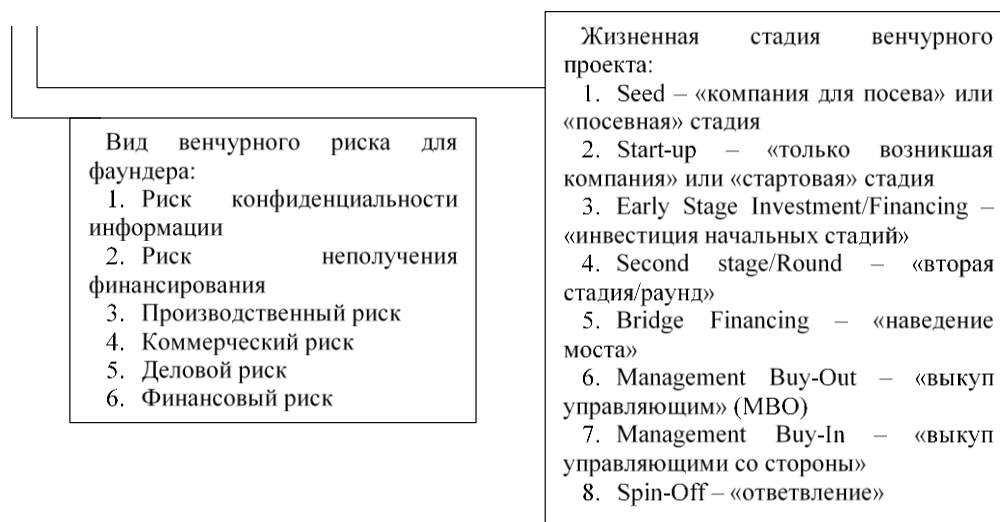 Жизненная стадия венчурного
проекта:
1. Seed – «компания для посева» или
«посевная» стадия
2. Start-up – «только возникшая
компания» или «стартовая» стадия
3. Early Stage Investment/Financing –
«инвестиция начальных стадий»
4. Second stage/Round – «вторая
стадия/раунд»
5. Bridge Financing – «наведение
моста»
6. Management Buy-Out – «выкуп
управляющим» (MBO)
7. Management Buy-In – «выкуп
управляющими со стороны»
8. Spin-Off – «ответвление»
Вид венчурного риска для
фаундера:
1. Риск конфиденциальности
информации
2. Риск неполучения
финансирования
3. Производственный риск
4. Коммерческий риск
5. Деловой риск
6. Финансовый риск